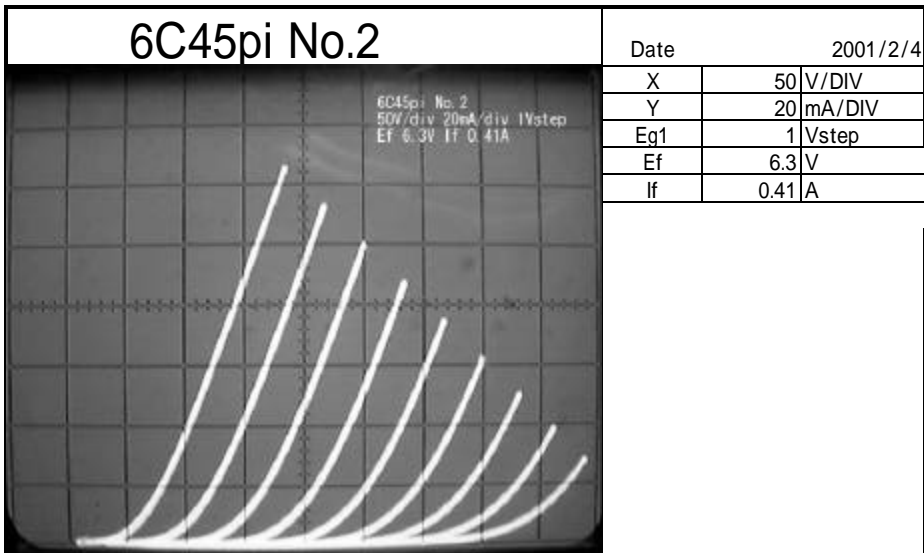 6C45pi No.2
Date 2001/2/4
X 50 V/DIV
Y 20 mA/DIV
Eg1 1 Vstep
Ef 6.3 V
If 0.41 A
6C45pi No.2
50V/div 20mA/div 1Vstep
Ef 6.3V If 0.41A